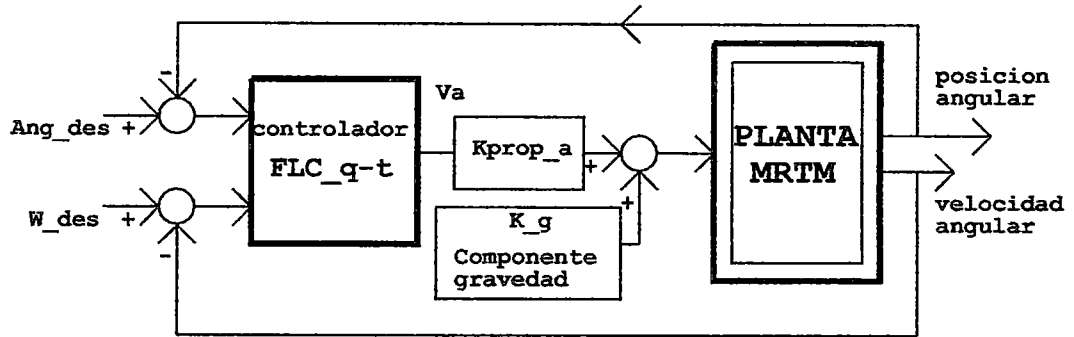 -
Ang_des +
W_des +
-
controlador
FLC_q-t
Va
Kprop_a
+
+
K_g
Componente
gravedad
PLANTA
MRTM
posicion
angular
velocidad
angular